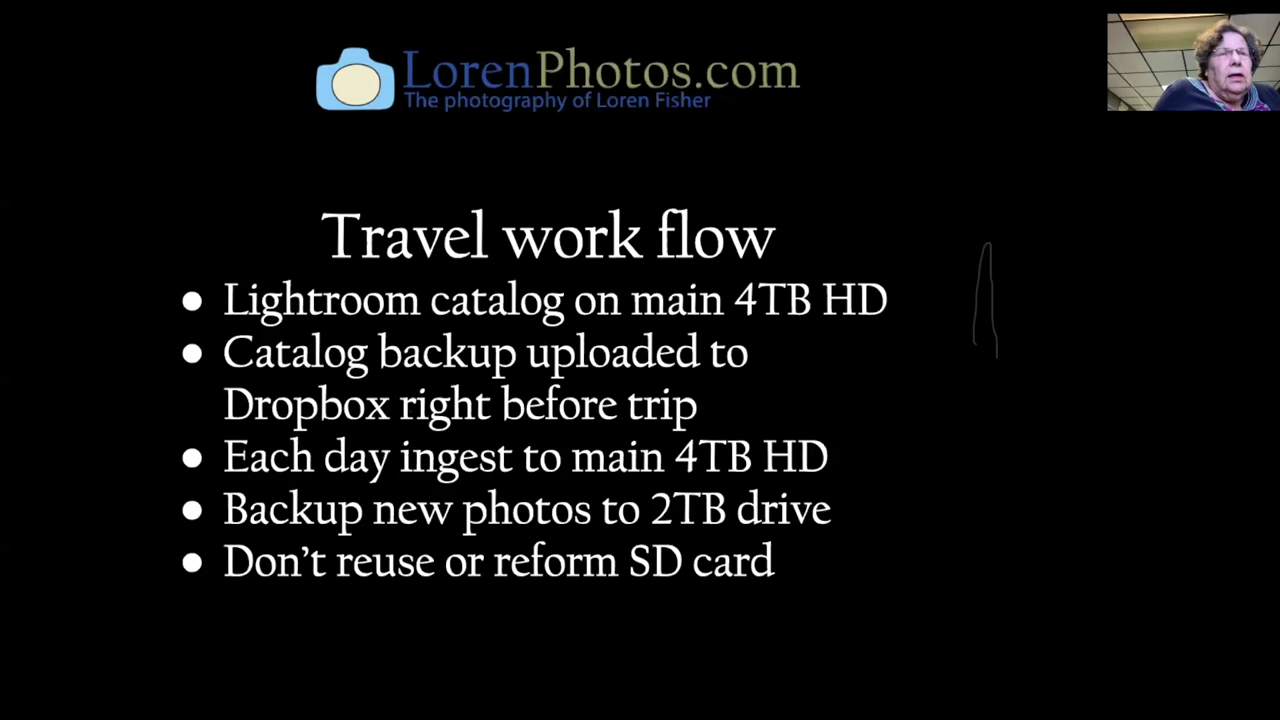 LorenPhotos.com
The photography of Loren Fisher
Travel work flow
● Lightroom catalog on main 4TB HD
● Catalog backup uploaded to
Dropbox right before trip
● Each day ingest to main 4TB HD
● Backup new photos to 2TB drive
● Don't reuse or reform SD card